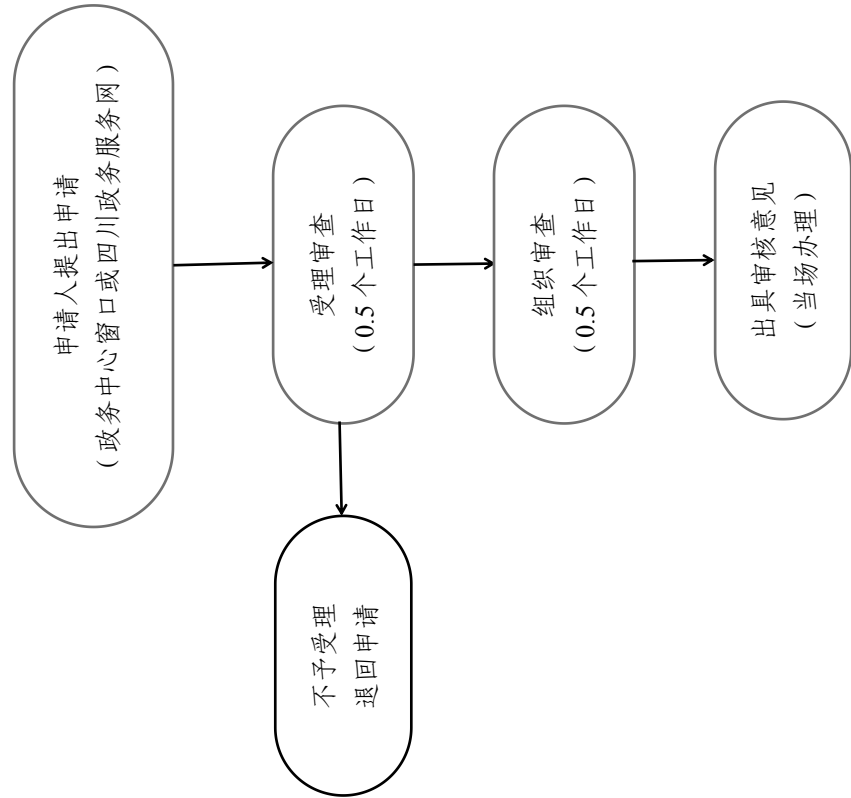 申请人提出申请
（政务中心窗口或四川政务服务网）
受理审查
（0.5 个工作日）
不予受理
退回申请
组织审查
（0.5 个工作日）
出具审核意见
（当场办理）